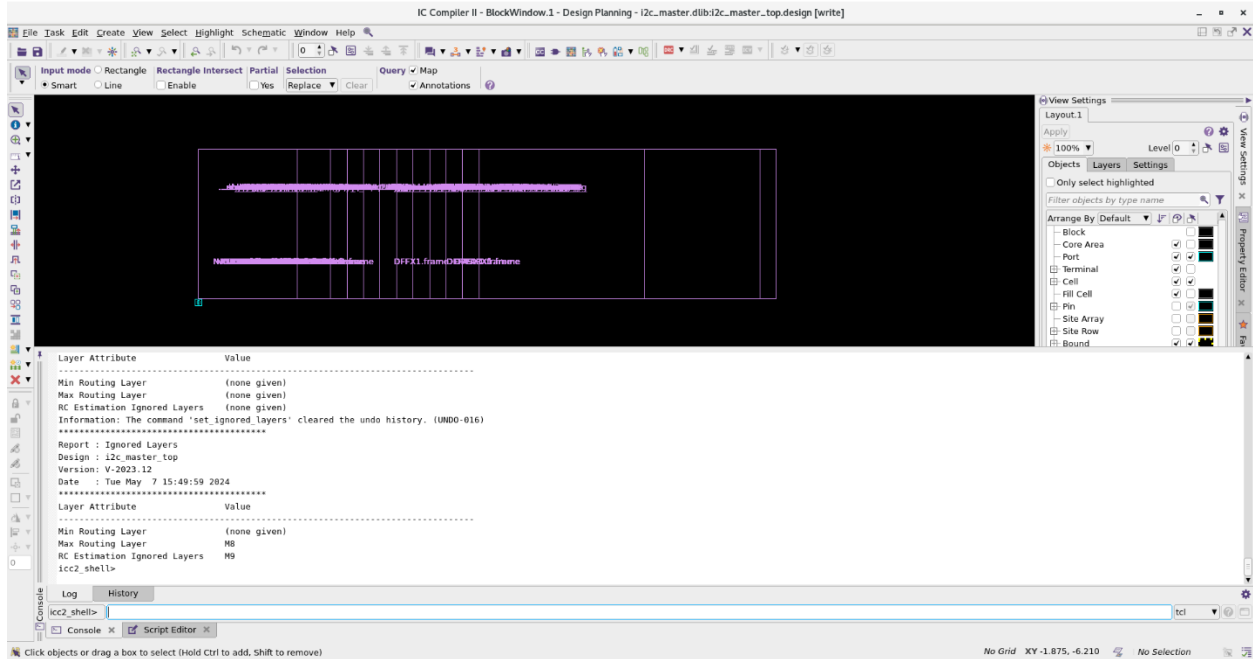 IC Compiler II - BlockWindow.1 - Design Planning - i2c_master.dlib:i2c_master_top.design [write]
File Task Edit Create View Select Highlight Schematic Window Help
0
Input mode Rectangle Rectangle Intersect Partial Selection Query Map
Smart Line Enable Yes Replace Clear Annotations
View Settings
Layout.1
Apply
100% Level 0
Objects Layers Settings
Only select highlighted
Filter objects by type name
Arrange By Default
Block
Core Area
Port
Terminal
Cell
Fill Cell
Pin
Site Array
Site Row
Bound
View Settings
Property Editor
DFFX1.frame
Layer Attribute Value
Min Routing Layer (none given)
Max Routing Layer (none given)
RC Estimation Ignored Layers (none given)
Information: The command 'set_ignored_layers' cleared the undo history. (UNDO-016)
****************************************
Report : Ignored Layers
Design : i2c_master_top
Version: V-2023.12
Date : Tue May 7 15:49:59 2024
****************************************
Layer Attribute Value
Min Routing Layer (none given)
Max Routing Layer M8
RC Estimation Ignored Layers M9
icc2_shell>
0
Log History
Console
icc2_shell> tcl
Console Script Editor
Click objects or drag a box to select (Hold Ctrl to add, Shift to remove) No Grid XY -1.875, -6.210 No Selection